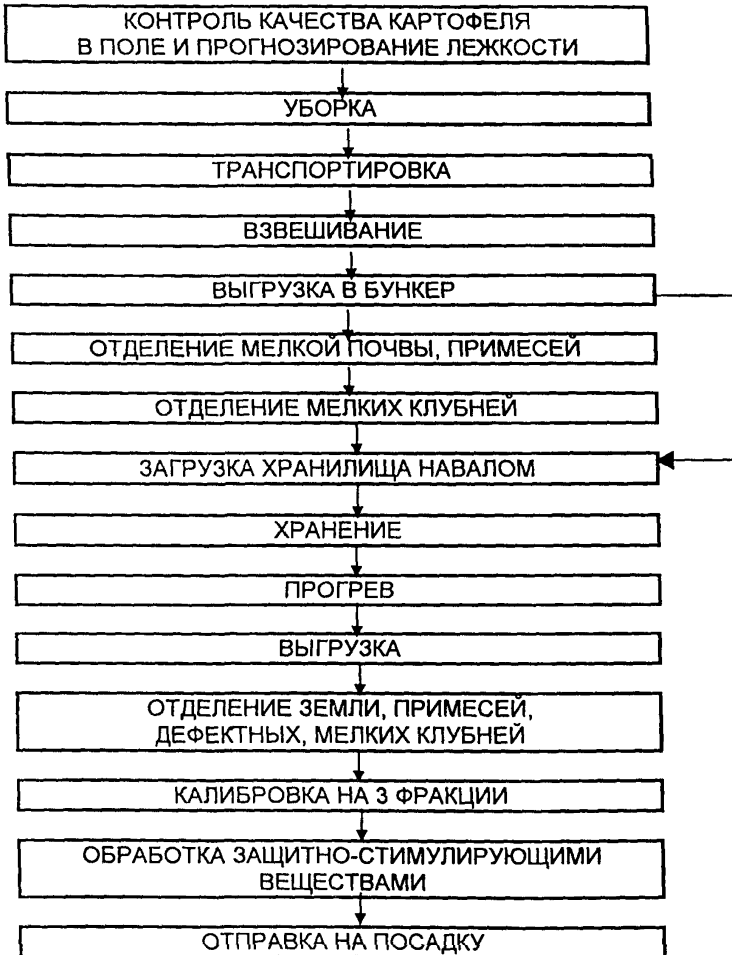 КОНТРОЛЬ КАЧЕСТВА КАРТОФЕЛЯ
В ПОЛЕ И ПРОГНОЗИРОВАНИЕ ЛЕЖКОСТИ
УБОРКА
ТРАНСПОРТИРОВКА
ВЗВЕШИВАНИЕ
ВЫГРУЗКА В БУНКЕР
ОТДЕЛЕНИЕ МЕЛКОЙ ПОЧВЫ, ПРИМЕСЕЙ
ОТДЕЛЕНИЕ МЕЛКИХ КЛУБНЕЙ
ЗАГРУЗКА ХРАНИЛИЩА НАВАЛОМ
ХРАНЕНИЕ
ПРОГРЕВ
ВЫГРУЗКА
ОТДЕЛЕНИЕ ЗЕМЛИ, ПРИМЕСЕЙ,
ДЕФЕКТНЫХ, МЕЛКИХ КЛУБНЕЙ
КАЛИБРОВКА НА 3 ФРАКЦИИ
ОБРАБОТКА ЗАЩИТНО-СТИМУЛИРУЮЩИМИ
ВЕЩЕСТВАМИ
ОТПРАВКА НА ПОСАДКУ